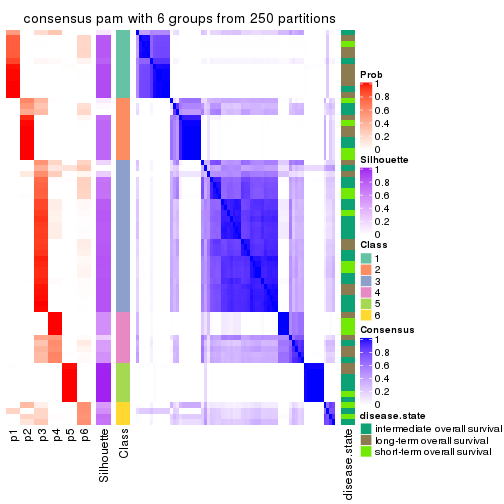 consensus pam with 6 groups from 250 partitions
Prob
1
0.8
0.6
0.4
0.2
0
Silhouette
1
0.8
0.6
0.4
0.2
0
Class
1
2
3
4
5
6
Consensus
1
0.8
0.6
0.4
0.2
0
disease.state
intermediate overall survival
long-term overall survival
short-term overall survival
p1
p2
p3
p4
p5
p6
Silhouette
Class
disease.state